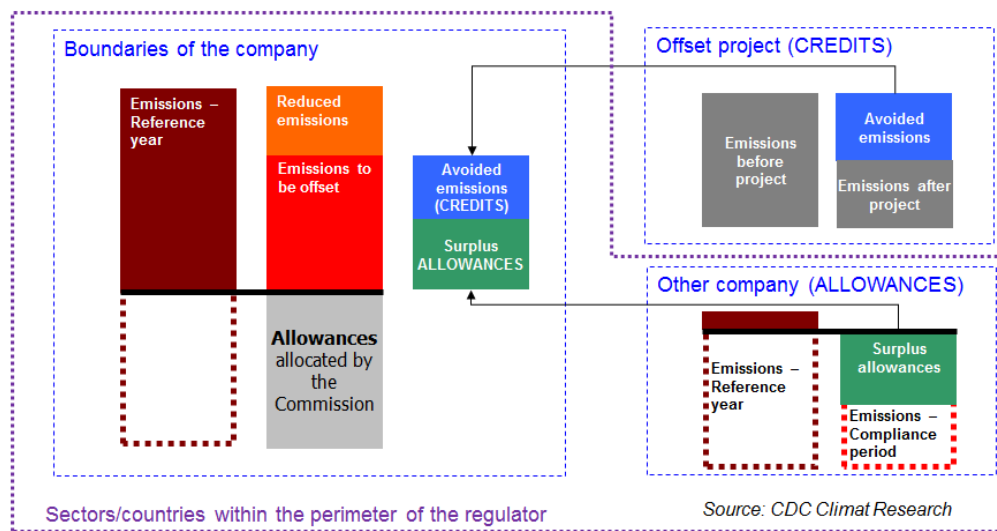 Boundaries of the company
Emissions –
Reference
year
Reduced
emissions
Emissions to
be offset
Avoided
emissions
(CREDITS)
Surplus
ALLOWANCES
Allowances
allocated by
the
Commission
Offset project (CREDITS)
Emissions
before
project
Avoided
emissions
Emissions after
project
Other company (ALLOWANCES)
Emissions –
Reference
year
Surplus
allowances
Emissions –
Compliance
period
Sectors/countries within the perimeter of the regulator
Source: CDC Climat Research